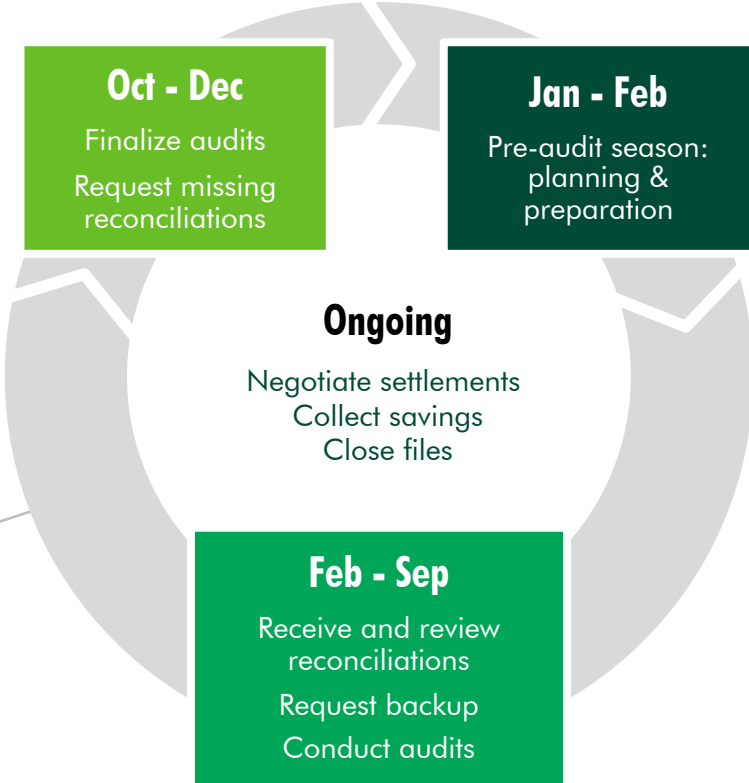 Oct - Dec
Finalize audits
Request missing
reconciliations
Jan - Feb
Pre-audit season:
planning &
preparation
Ongoing
Negotiate settlements
Collect savings
Close files
Feb - Sep
Receive and review
reconciliations
Request backup
Conduct audits